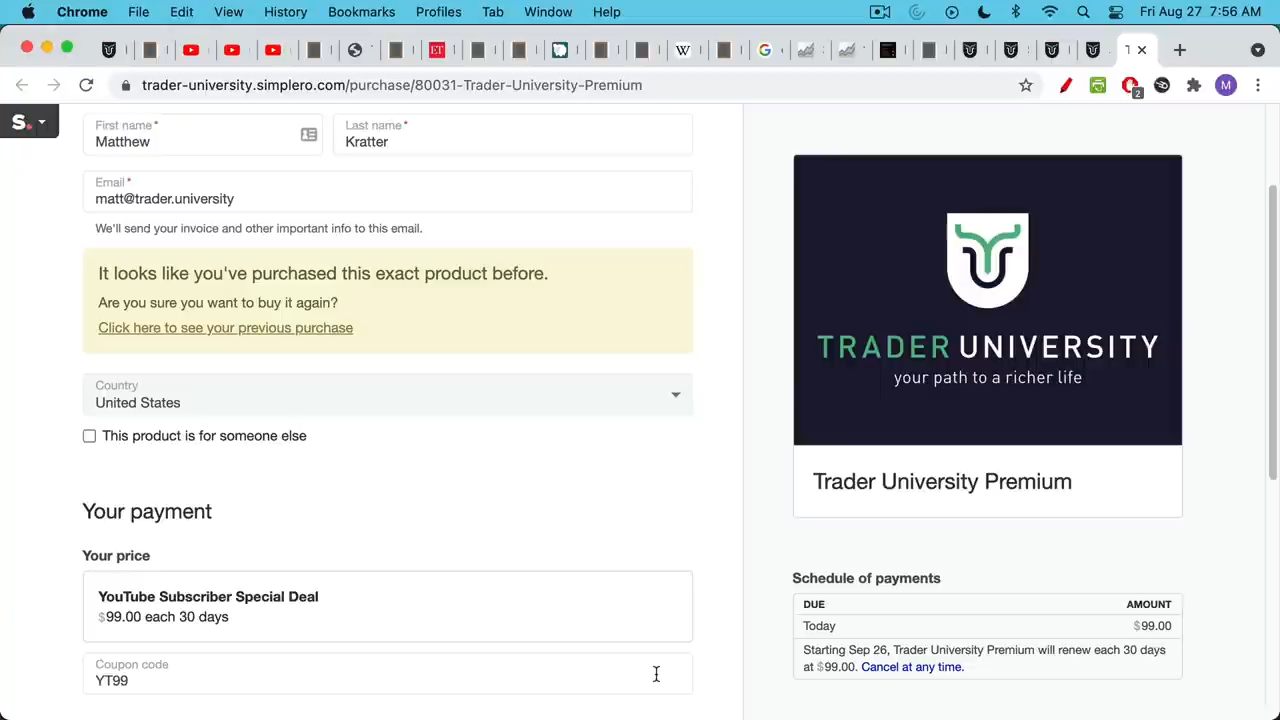 Chrome File Edit View History Bookmarks Profiles Tab Window Help Fri Aug 27 7:56 AM
trader-university.simplero.com/purchase/80031-Trader-University-Premium
2
M
S.
First name*
Matthew
Last name*
Kratter
Email*
matt@trader.university
We'll send your invoice and other important info to this email.
It looks like you've purchased this exact product before.
Are you sure you want to buy it again?
Click here to see your previous purchase
Country
United States
This product is for someone else
Your payment
Your price
YouTube Subscriber Special Deal
$99.00 each 30 days
Coupon code
YT99
TRADER UNIVERSITY
your path to a richer life
Trader University Premium
Schedule of payments
DUE AMOUNT
Today $99.00
Starting Sep 26, Trader University Premium will renew each 30 days
at $99.00. Cancel at any time.